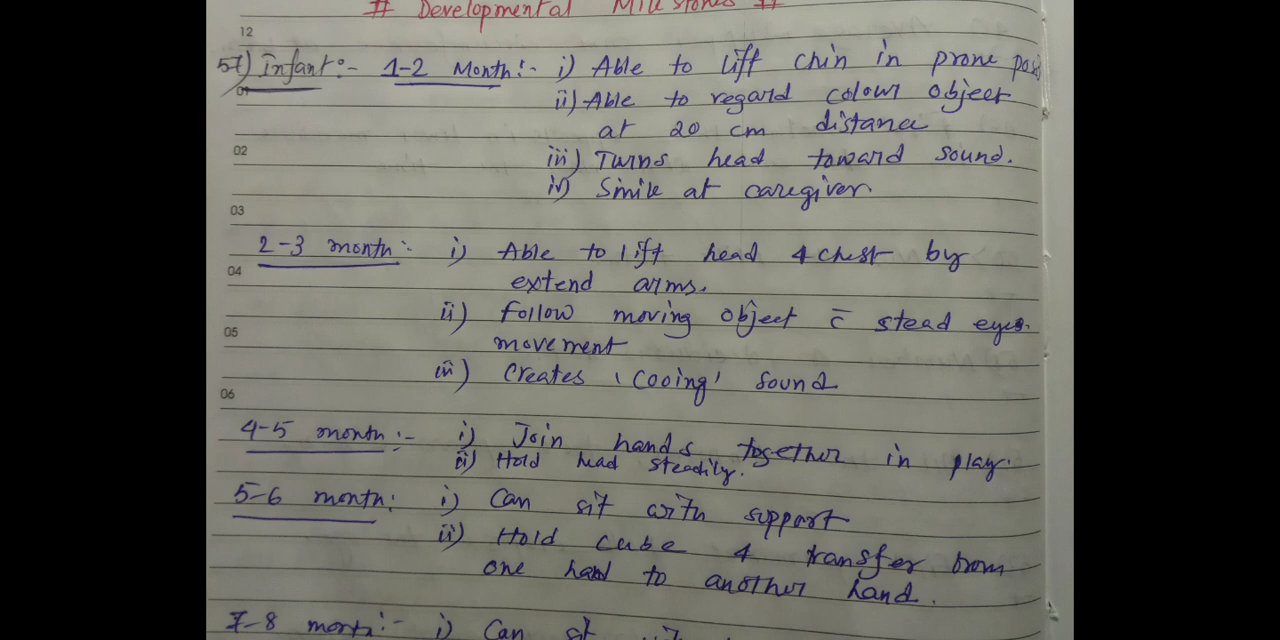 # Developmental Milestones #
12
57) Infant:- 1-2 Month:- i) Able to lift chin in prone
01
ii) Able to regard colour object
at 20 cm distance
02
iii) Turns head toward sound.
iv) Smile at caregiver.
03
2-3 month:- i) Able to lift head & chest by
04
extend arms.
ii) Follow moving object c̄ stead eyes.
05
movement
iii) Creates 'cooing' sound
06
4-5 month:- i) Join hands together in play.
ii) Hold head steadily.
5-6 month: i) Can sit with support
ii) Hold cube & transfer from
one hand to another hand.
7-8 month:- i) Can sit